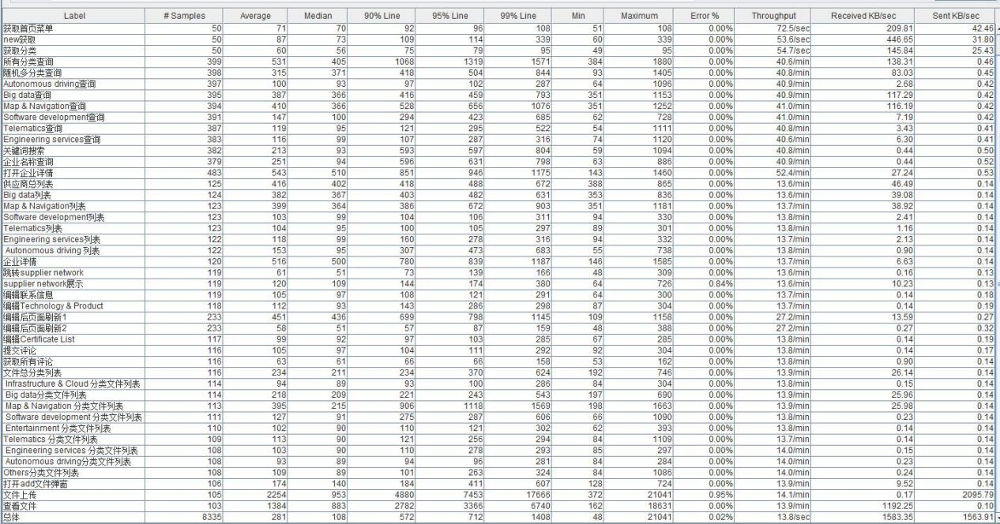 Label # Samples Average Median 90% Line 95% Line 99% Line Min Maximum Error % Throughput Received KB/sec Sent KB/sec
获取首页菜单 50 71 70 92 96 108 51 108 0.00% 72.5/sec 209.81 42.46
new获取 50 87 73 109 114 339 60 339 0.00% 53.6/sec 446.65 31.80
获取分类 50 60 56 75 79 95 49 95 0.00% 54.7/sec 145.84 25.43
所有分类查询 399 531 405 1068 1319 1571 384 1880 0.00% 40.6/min 138.31 0.46
随机多分类查询 398 315 371 418 504 844 93 1405 0.00% 40.8/min 83.03 0.45
Autonomous driving查询 397 100 93 97 102 287 64 1096 0.00% 40.9/min 2.68 0.42
Big data查询 395 387 366 416 459 793 351 1153 0.00% 40.9/min 117.29 0.42
Map & Navigation查询 394 410 366 528 656 1076 351 1252 0.00% 41.0/min 116.19 0.42
Software development查询 391 147 100 294 423 685 62 728 0.00% 41.0/min 7.19 0.42
Telematics查询 387 119 95 121 295 522 54 1111 0.00% 40.8/min 3.43 0.41
Engineering services查询 383 116 99 107 287 316 74 1120 0.00% 40.6/min 6.30 0.41
关键词搜索 382 213 93 593 597 804 59 1094 0.00% 40.8/min 0.44 0.50
企业名称查询 379 251 94 596 631 798 63 886 0.00% 40.9/min 0.44 0.52
打开企业详情 483 543 510 851 946 1175 143 1460 0.00% 52.4/min 27.24 0.53
供应商总列表 125 416 402 418 488 672 388 865 0.00% 13.6/min 46.49 0.14
Big data列表 124 382 367 403 482 631 353 836 0.00% 13.6/min 39.08 0.14
Map & Navigation列表 123 399 364 386 672 903 351 1181 0.00% 13.7/min 38.92 0.14
Software development列表 123 103 99 104 106 311 94 330 0.00% 13.8/min 2.41 0.14
Telematics列表 123 104 95 100 105 297 89 301 0.00% 13.8/min 1.16 0.14
Engineering services列表 122 118 99 160 278 316 94 332 0.00% 13.7/min 2.13 0.14
Autonomous driving 列表 122 153 95 307 473 683 55 738 0.00% 13.8/min 0.90 0.14
企业详情 120 516 500 780 839 1187 146 1585 0.00% 13.7/min 6.63 0.14
跳转supplier network 119 61 51 73 139 166 48 309 0.00% 13.6/min 0.16 0.13
supplier network展示 119 120 109 144 174 380 64 726 0.84% 13.6/min 10.23 0.13
编辑联系信息 119 105 97 108 121 291 64 300 0.00% 13.7/min 0.14 0.18
编辑Technology & Product 118 112 93 143 286 298 87 304 0.00% 13.8/min 0.14 0.19
编辑后页面刷新1 233 451 436 699 798 1145 109 1158 0.00% 27.2/min 13.59 0.27
编辑后页面刷新2 233 58 51 57 87 159 48 388 0.00% 27.2/min 0.27 0.32
编辑Certificate List 117 99 92 97 103 285 67 285 0.00% 13.8/min 0.14 0.19
提交评论 116 105 97 104 111 292 92 304 0.00% 13.8/min 0.14 0.17
获取所有评论 116 63 61 66 66 158 53 162 0.00% 13.8/min 0.90 0.14
文件总分类列表 116 234 211 234 370 624 192 746 0.00% 13.9/min 26.14 0.14
Infrastructure & Cloud 分类文件列表 114 94 89 93 100 286 84 304 0.00% 13.8/min 0.15 0.14
Big data分类文件列表 114 218 209 221 243 543 197 690 0.00% 13.9/min 25.96 0.14
Map & Navigation 分类文件列表 113 395 215 906 1118 1569 198 1663 0.00% 13.9/min 25.98 0.14
Software development 分类文件列表 111 127 91 275 287 606 66 1090 0.00% 13.8/min 0.23 0.14
Entertainment 分类文件列表 110 102 90 110 121 302 62 393 0.00% 13.8/min 0.14 0.14
Telematics 分类文件列表 109 113 90 121 256 294 84 1109 0.00% 13.7/min 0.14 0.14
Engineering services 分类文件列表 108 103 90 110 278 293 85 297 0.00% 14.0/min 0.15 0.14
Autonomous driving分类文件列表 108 93 89 94 96 281 84 284 0.00% 14.0/min 0.23 0.14
Others分类文件列表 108 109 89 101 263 324 84 1086 0.00% 14.0/min 0.24 0.14
打开add文件弹窗 106 174 140 184 411 607 128 724 0.00% 13.9/min 9.52 0.14
文件上传 105 2254 953 4880 7453 17666 372 21041 0.95% 14.1/min 0.17 2095.79
查看文件 103 1384 883 2782 3366 6740 162 18631 0.00% 13.9/min 1192.25 0.10
总体 8335 281 108 572 712 1408 48 21041 0.02% 13.8/sec 1583.35 1563.91